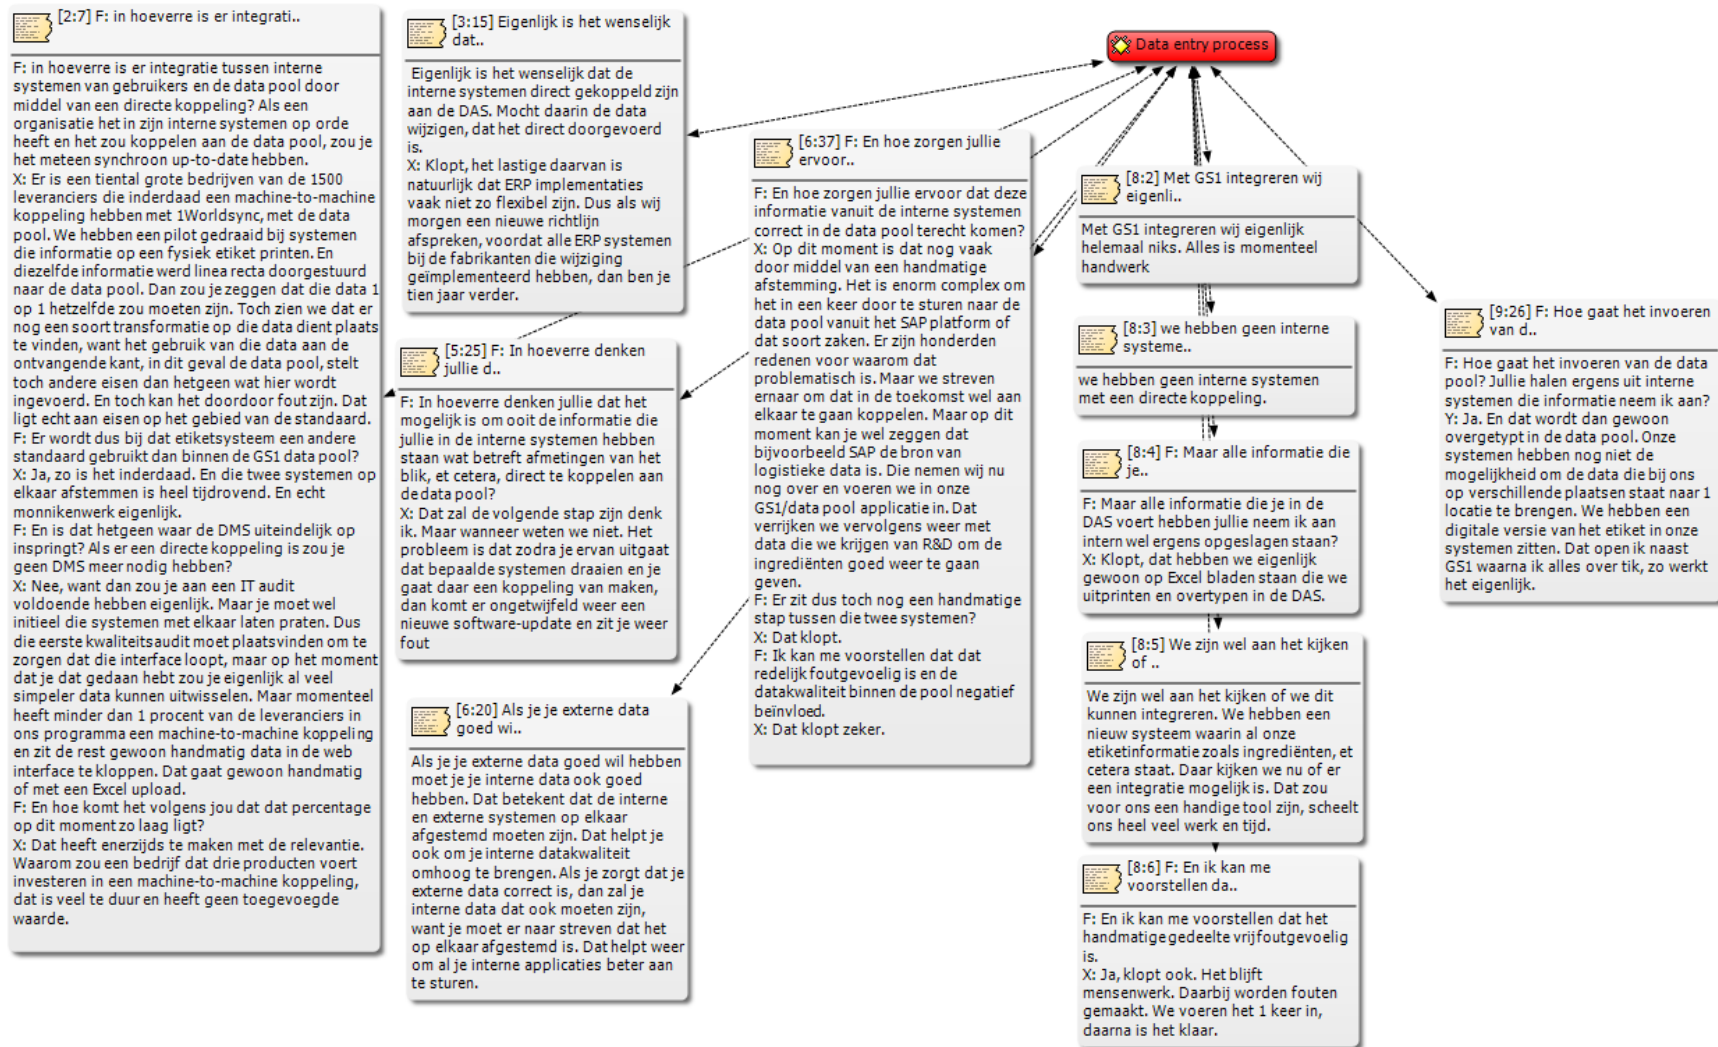 [2:7] F: in hoeverre is er integrati..
F: in hoeverre is er integratie tussen interne
systemen van gebruikers en de data pool door
middel van een directe koppeling? Als een
organisatie het in zijn interne systemen op orde
heeft en het zou koppelen aan de data pool, zou je
het meteen synchroon up-to-date hebben.
X: Er is een tiental grote bedrijven van de 1500
leveranciers die inderdaad een machine-to-machine
koppeling hebben met 1Worldsync, met de data
pool. We hebben een pilot gedraaid bij systemen
die informatie op een fysiek etiket printen. En
diezelfde informatie werd linea recta doorgestuurd
naar de data pool. Dan zou je zeggen dat die data 1
op 1 hetzelfde zou moeten zijn. Toch zien we dat er
nog een soort transformatie op die data dient plaats
te vinden, want het gebruik van die data aan de
ontvangende kant, in dit geval de data pool, stelt
toch andere eisen dan hetgeen wat hier wordt
ingevoerd. En toch kan het doordoor fout zijn. Dat
ligt echt aan eisen op het gebied van de standaard.
F: Er wordt dus bij dat etiketsysteem een andere
standaard gebruikt dan binnen de GS1 data pool?
X: Ja, zo is het inderdaad. En die twee systemen op
elkaar afstemmen is heel tijdrovend. En echt
monnikenwerk eigenlijk.
F: En is dat hetgeen waar de DMS uiteindelijk op
inspringt? Als er een directe koppeling is zou je
geen DMS meer nodig hebben?
X: Nee, want dan zou je aan een IT audit
voldoende hebben eigenlijk. Maar je moet wel
initieel die systemen met elkaar laten praten. Dus
die eerste kwaliteitsaudit moet plaatsvinden om te
zorgen dat die interface loopt, maar op het moment
dat je dat gedaan hebt zou je eigenlijk al veel
simpeler data kunnen uitwisselen. Maar momenteel
heeft minder dan 1 procent van de leveranciers in
ons programma een machine-to-machine koppeling
en zit de rest gewoon handmatig data in de web
interface te kloppen. Dat gaat gewoon handmatig
of met een Excel upload.
F: En hoe komt het volgens jou dat dat percentage
op dit moment zo laag ligt?
X: Dat heeft enerzijds te maken met de relevantie.
Waarom zou een bedrijf dat drie producten voert
investeren in een machine-to-machine koppeling,
dat is veel te duur en heeft geen toegevoegde
waarde.
[3:15] Eigenlijk is het wenselijk
dat..
Eigenlijk is het wenselijk dat de
interne systemen direct gekoppeld zijn
aan de DAS. Mocht daarin de data
wijzigen, dat het direct doorgevoerd
is.
X: Klopt, het lastige daarvan is
natuurlijk dat ERP implementaties
vaak niet zo flexibel zijn. Dus als wij
morgen een nieuwe richtlijn
afspreken, voordat alle ERP systemen
bij de fabrikanten die wijziging
geïmplementeerd hebben, dan ben je
tien jaar verder.
[5:25] F: In hoeverre denken
jullie d..
F: In hoeverre denken jullie dat het
mogelijk is om ooit de informatie die
jullie in de interne systemen hebben
staan wat betreft afmetingen van het
blik, et cetera, direct te koppelen aan
de data pool?
X: Dat zal de volgende stap zijn denk
ik. Maar wanneer weten we niet. Het
probleem is dat zodra je ervan uitgaat
dat bepaalde systemen draaien en je
gaat daar een koppeling van maken,
dan komt er ongetwijfeld weer een
nieuwe software-update en zit je weer
fout
[6:20] Als je je externe data
goed wi..
Als je je externe data goed wil hebben
moet je je interne data ook goed
hebben. Dat betekent dat de interne
en externe systemen op elkaar
afgestemd moeten zijn. Dat helpt je
ook om je interne datakwaliteit
omhoog te brengen. Als je zorgt dat je
externe data correct is, dan zal je
interne data dat ook moeten zijn,
want je moet er naar streven dat het
op elkaar afgestemd is. Dat helpt weer
om al je interne applicaties beter aan
te sturen.
[6:37] F: En hoe zorgen jullie
ervoor..
F: En hoe zorgen jullie ervoor dat deze
informatie vanuit de interne systemen
correct in de data pool terecht komen?
X: Op dit moment is dat nog vaak
door middel van een handmatige
afstemming. Het is enorm complex om
het in een keer door te sturen naar de
data pool vanuit het SAP platform of
dat soort zaken. Er zijn honderden
redenen voor waarom dat
problematisch is. Maar we streven
ernaar om dat in de toekomst wel aan
elkaar te gaan koppelen. Maar op dit
moment kan je wel zeggen dat
bijvoorbeeld SAP de bron van
logistieke data is. Die nemen wij nu
nog over en voeren we in onze
GS1/data pool applicatie in. Dat
verrijken we vervolgens weer met
data die we krijgen van R&D om de
ingrediënten goed weer te gaan
geven.
F: Er zit dus toch nog een handmatige
stap tussen die twee systemen?
X: Dat klopt.
F: Ik kan me voorstellen dat dat
redelijk foutgevoelig is en de
datakwaliteit binnen de pool negatief
beïnvloed.
X: Dat klopt zeker.
Data entry process
[8:2] Met GS1 integreren wij
eigenli..
Met GS1 integreren wij eigenlijk
helemaal niks. Alles is momenteel
handwerk
[8:3] we hebben geen interne
systeme..
we hebben geen interne systemen
met een directe koppeling.
[8:4] F: Maar alle informatie die
je..
F: Maar alle informatie die je in de
DAS voert hebben jullie neem ik aan
intern wel ergens opgeslagen staan?
X: Klopt, dat hebben we eigenlijk
gewoon op Excel bladen staan die we
uitprinten en overtypen in de DAS.
[8:5] We zijn wel aan het kijken
of ..
We zijn wel aan het kijken of we dit
kunnen integreren. We hebben een
nieuw systeem waarin al onze
etiketinformatie zoals ingrediënten, et
cetera staat. Daar kijken we nu of er
een integratie mogelijk is. Dat zou
voor ons een handige tool zijn, scheelt
ons heel veel werk en tijd.
[8:6] F: En ik kan me
voorstellen da..
F: En ik kan me voorstellen dat het
handmatige gedeelte vrij foutgevoelig
is.
X: Ja, klopt ook. Het blijft
mensenwerk. Daarbij worden fouten
gemaakt. We voeren het 1 keer in,
daarna is het klaar.
[9:26] F: Hoe gaat het invoeren
van d..
F: Hoe gaat het invoeren van de data
pool? Jullie halen ergens uit interne
systemen die informatie neem ik aan?
Y: Ja. En dat wordt dan gewoon
overgetypt in de data pool. Onze
systemen hebben nog niet de
mogelijkheid om de data die bij ons
op verschillende plaatsen staat naar 1
locatie te brengen. We hebben een
digitale versie van het etiket in onze
systemen zitten. Dat open ik naast
GS1 waarna ik alles over tik, zo werkt
het eigenlijk.